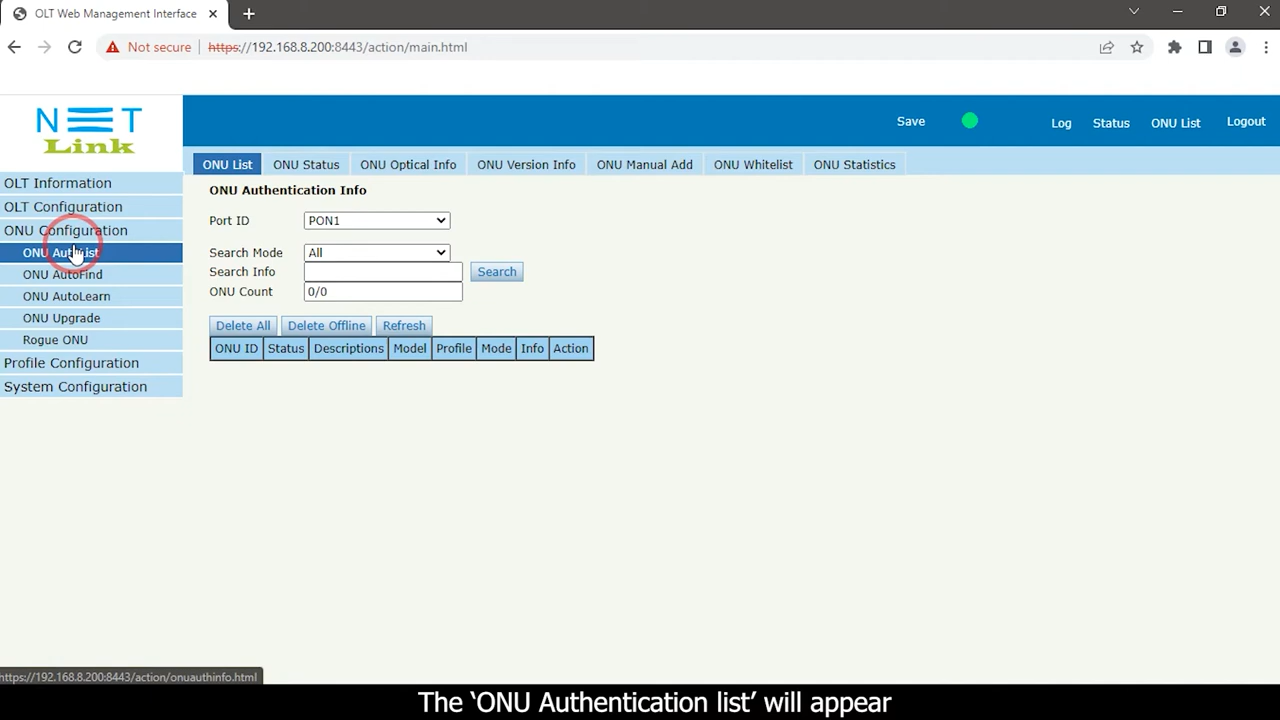 OLT Web Management Interface
Not secure https://192.168.8.200:8443/action/main.html
NET
Link
Save
Log Status ONU List Logout
ONU List ONU Status ONU Optical Info ONU Version Info ONU Manual Add ONU Whitelist ONU Statistics
OLT Information
OLT Configuration
ONU Configuration
ONU AuthList
ONU AutoFind
ONU AutoLearn
ONU Upgrade
Rogue ONU
Profile Configuration
System Configuration
ONU Authentication Info
Port ID PON1
Search Mode All
Search Info Search
ONU Count 0/0
Delete All Delete Offline Refresh
ONU ID Status Descriptions Model Profile Mode Info Action
https://192.168.8.200:8443/action/onuauthinfo.html
The ‘ONU Authentication list’ will appear